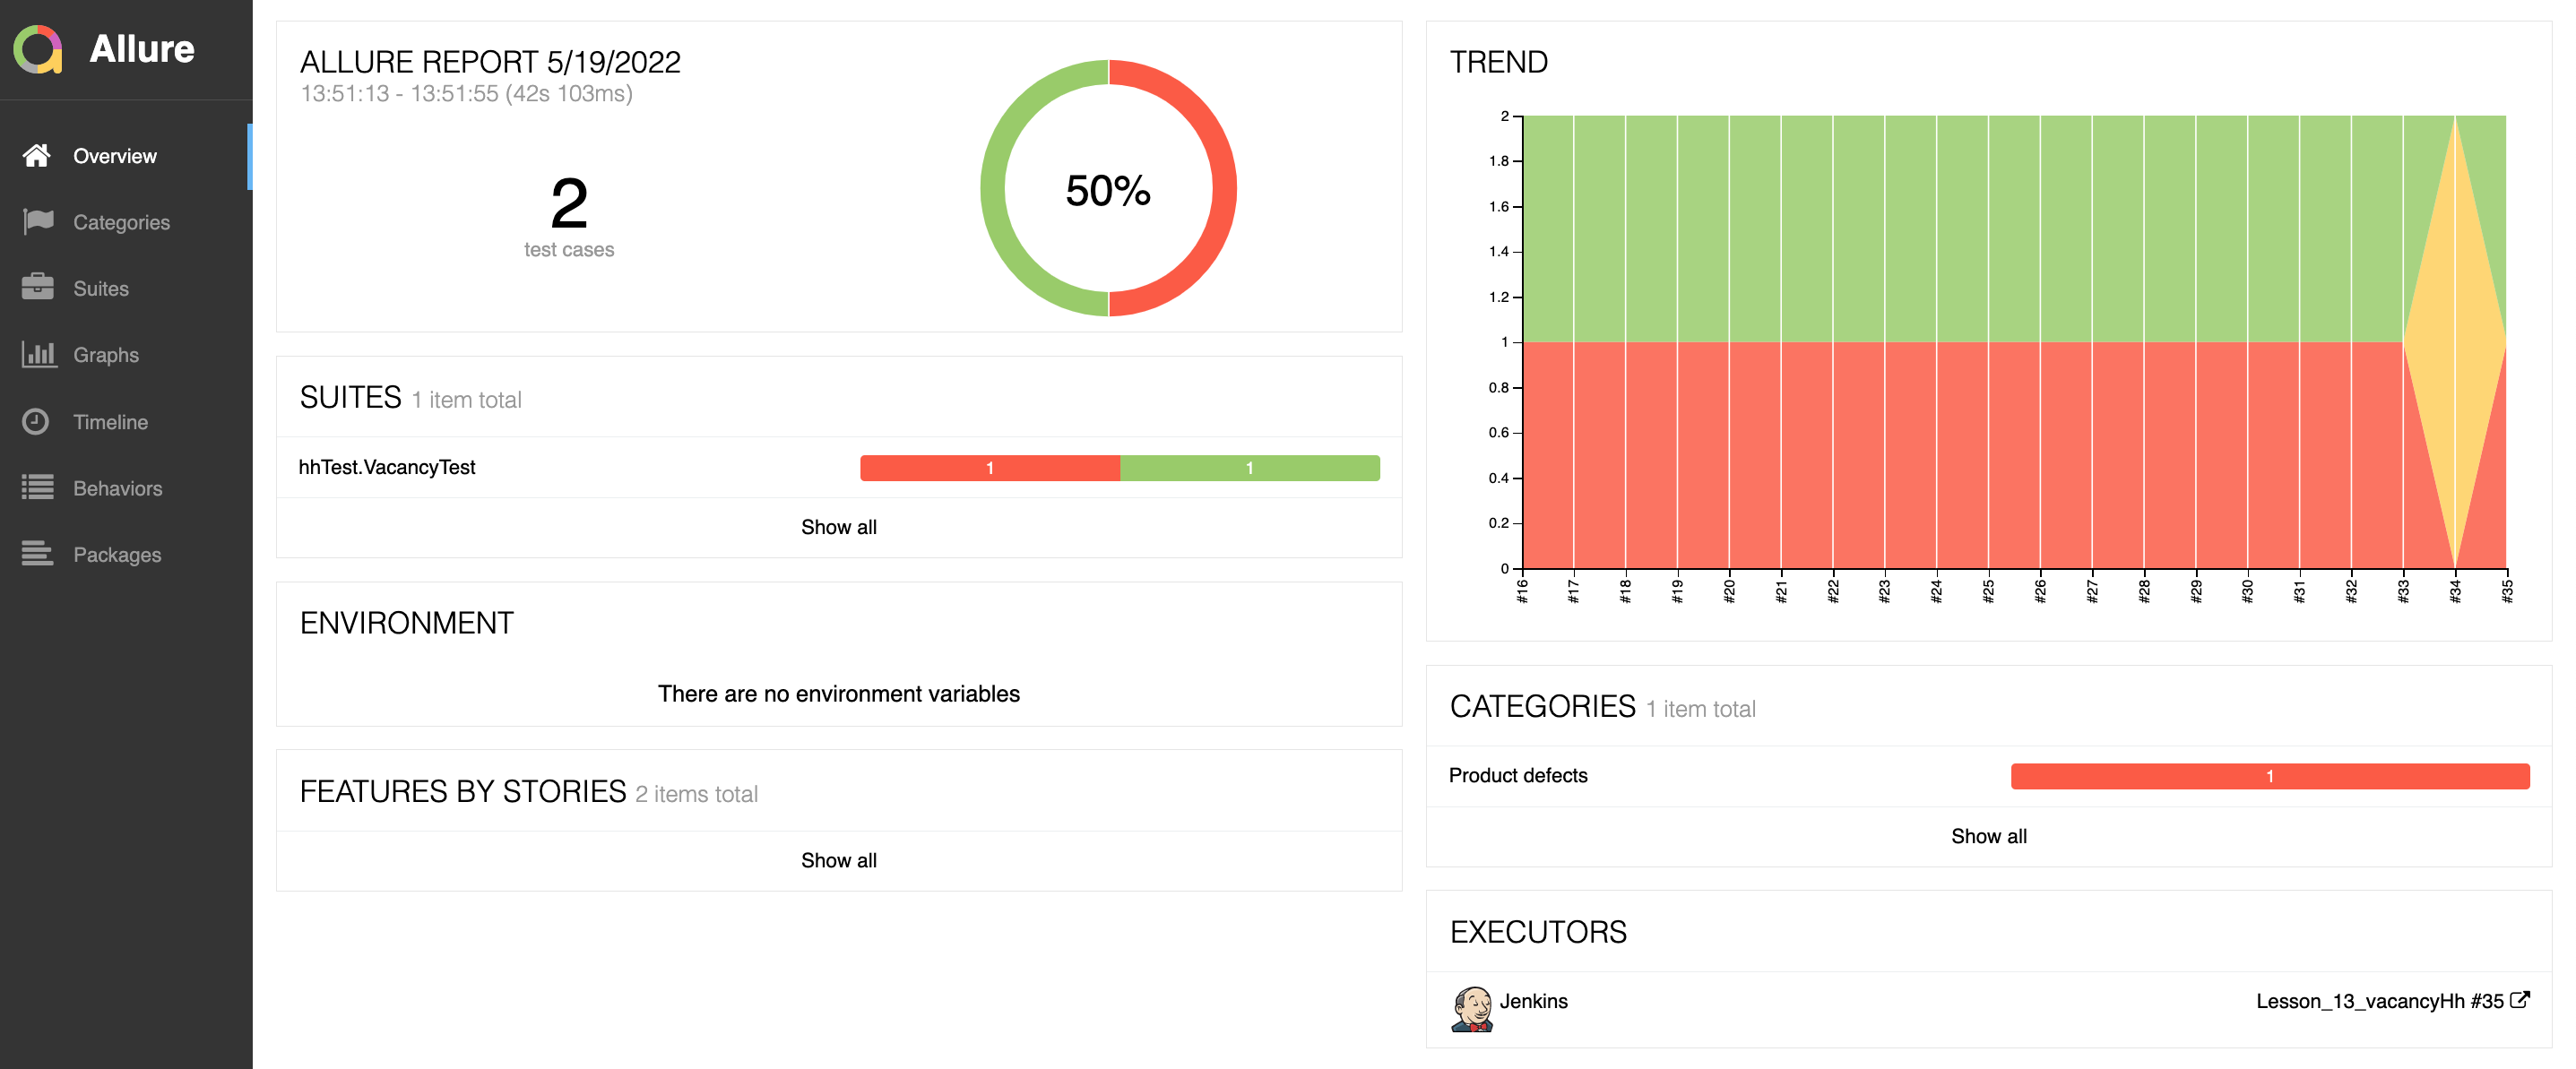 Allure
Overview
Categories
Suites
Graphs
Timeline
Behaviors
Packages
ALLURE REPORT 5/19/2022
13:51:13 - 13:51:55 (42s 103ms)
2
test cases
50%
SUITES 1 item total
hhTest.VacancyTest 1 1
Show all
ENVIRONMENT
There are no environment variables
FEATURES BY STORIES 2 items total
Show all
TREND
2
1.8
1.6
1.4
1.2
1
0.8
0.6
0.4
0.2
0
#16 #17 #18 #19 #20 #21 #22 #23 #24 #25 #26 #27 #28 #29 #30 #31 #32 #33 #34 #35
CATEGORIES 1 item total
Product defects 1
Show all
EXECUTORS
Jenkins Lesson_13_vacancyHh #35